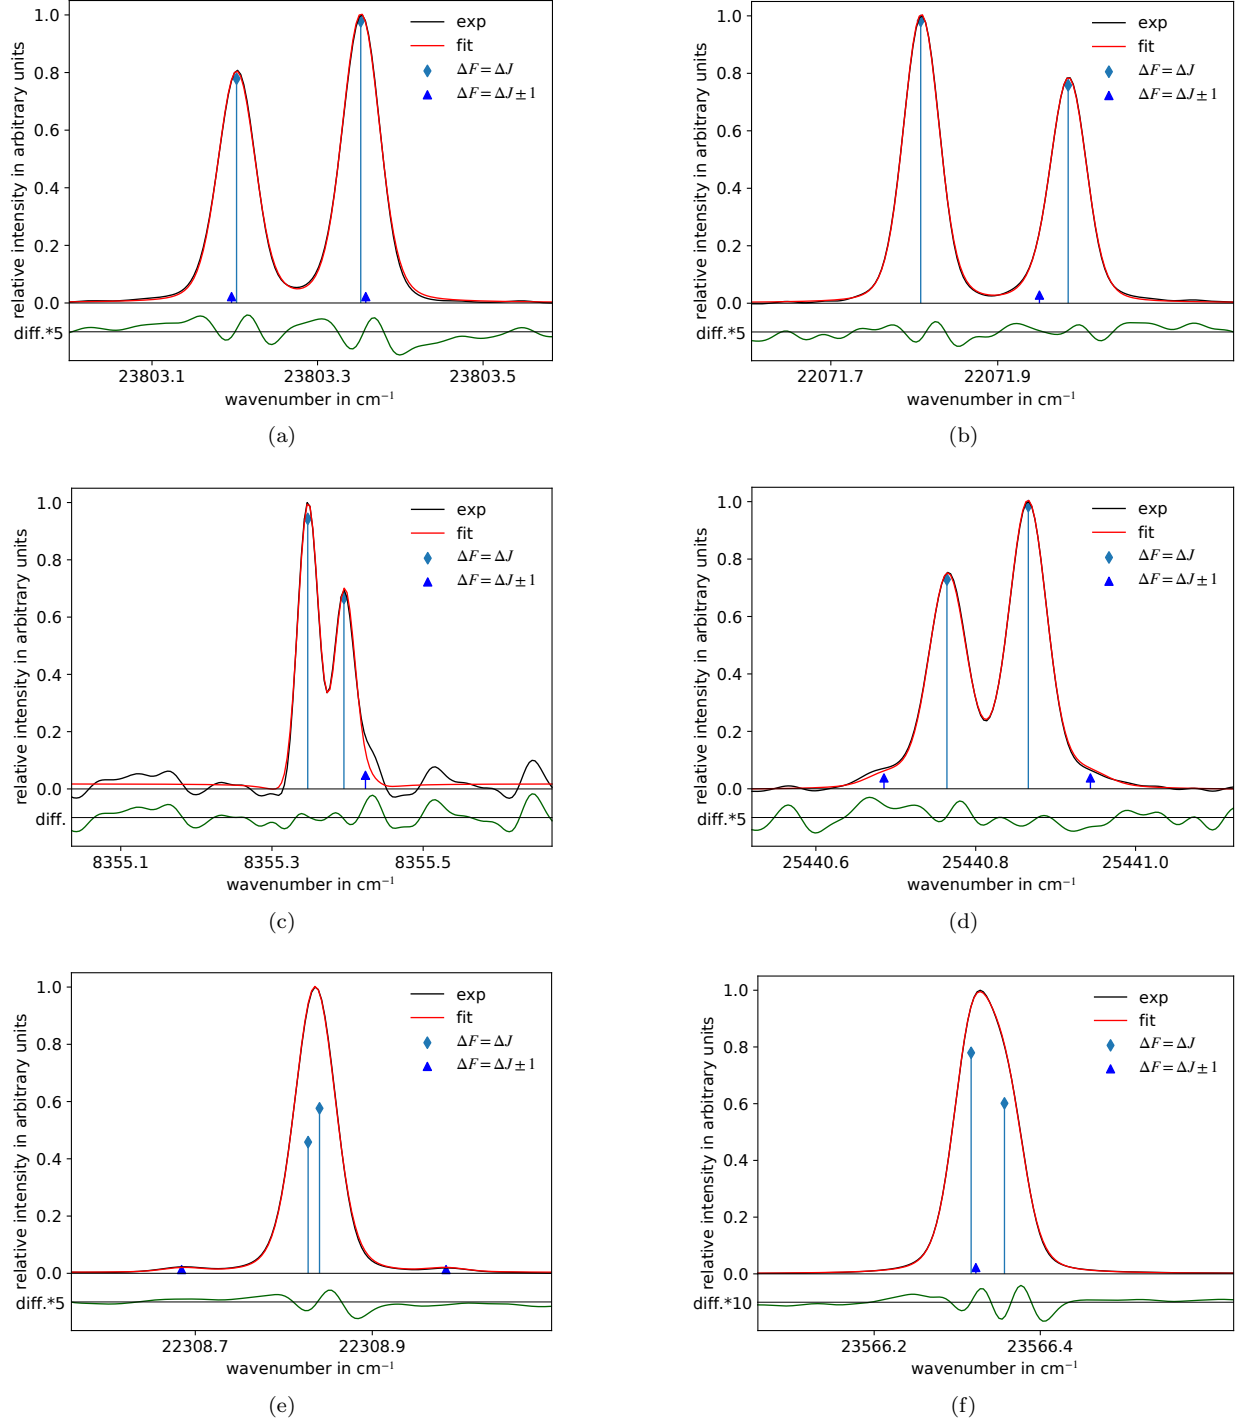 1.0
0.8
0.6
0.4
0.2
0.0
diff.*5
relative intensity in arbitrary units
exp
fit
ΔF=ΔJ
ΔF=ΔJ±1
23803.1 23803.3 23803.5
wavenumber in cm⁻¹
(a)
1.0
0.8
0.6
0.4
0.2
0.0
diff.*5
relative intensity in arbitrary units
exp
fit
ΔF=ΔJ
ΔF=ΔJ±1
22071.7 22071.9
wavenumber in cm⁻¹
(b)
1.0
0.8
0.6
0.4
0.2
0.0
diff.
relative intensity in arbitrary units
exp
fit
ΔF=ΔJ
ΔF=ΔJ±1
8355.1 8355.3 8355.5
wavenumber in cm⁻¹
(c)
1.0
0.8
0.6
0.4
0.2
0.0
diff.*5
relative intensity in arbitrary units
exp
fit
ΔF=ΔJ
ΔF=ΔJ±1
25440.6 25440.8 25441.0
wavenumber in cm⁻¹
(d)
1.0
0.8
0.6
0.4
0.2
0.0
diff.*5
relative intensity in arbitrary units
exp
fit
ΔF=ΔJ
ΔF=ΔJ±1
22308.7 22308.9
wavenumber in cm⁻¹
(e)
1.0
0.8
0.6
0.4
0.2
0.0
diff.*10
relative intensity in arbitrary units
exp
fit
ΔF=ΔJ
ΔF=ΔJ±1
23566.2 23566.4
wavenumber in cm⁻¹
(f)